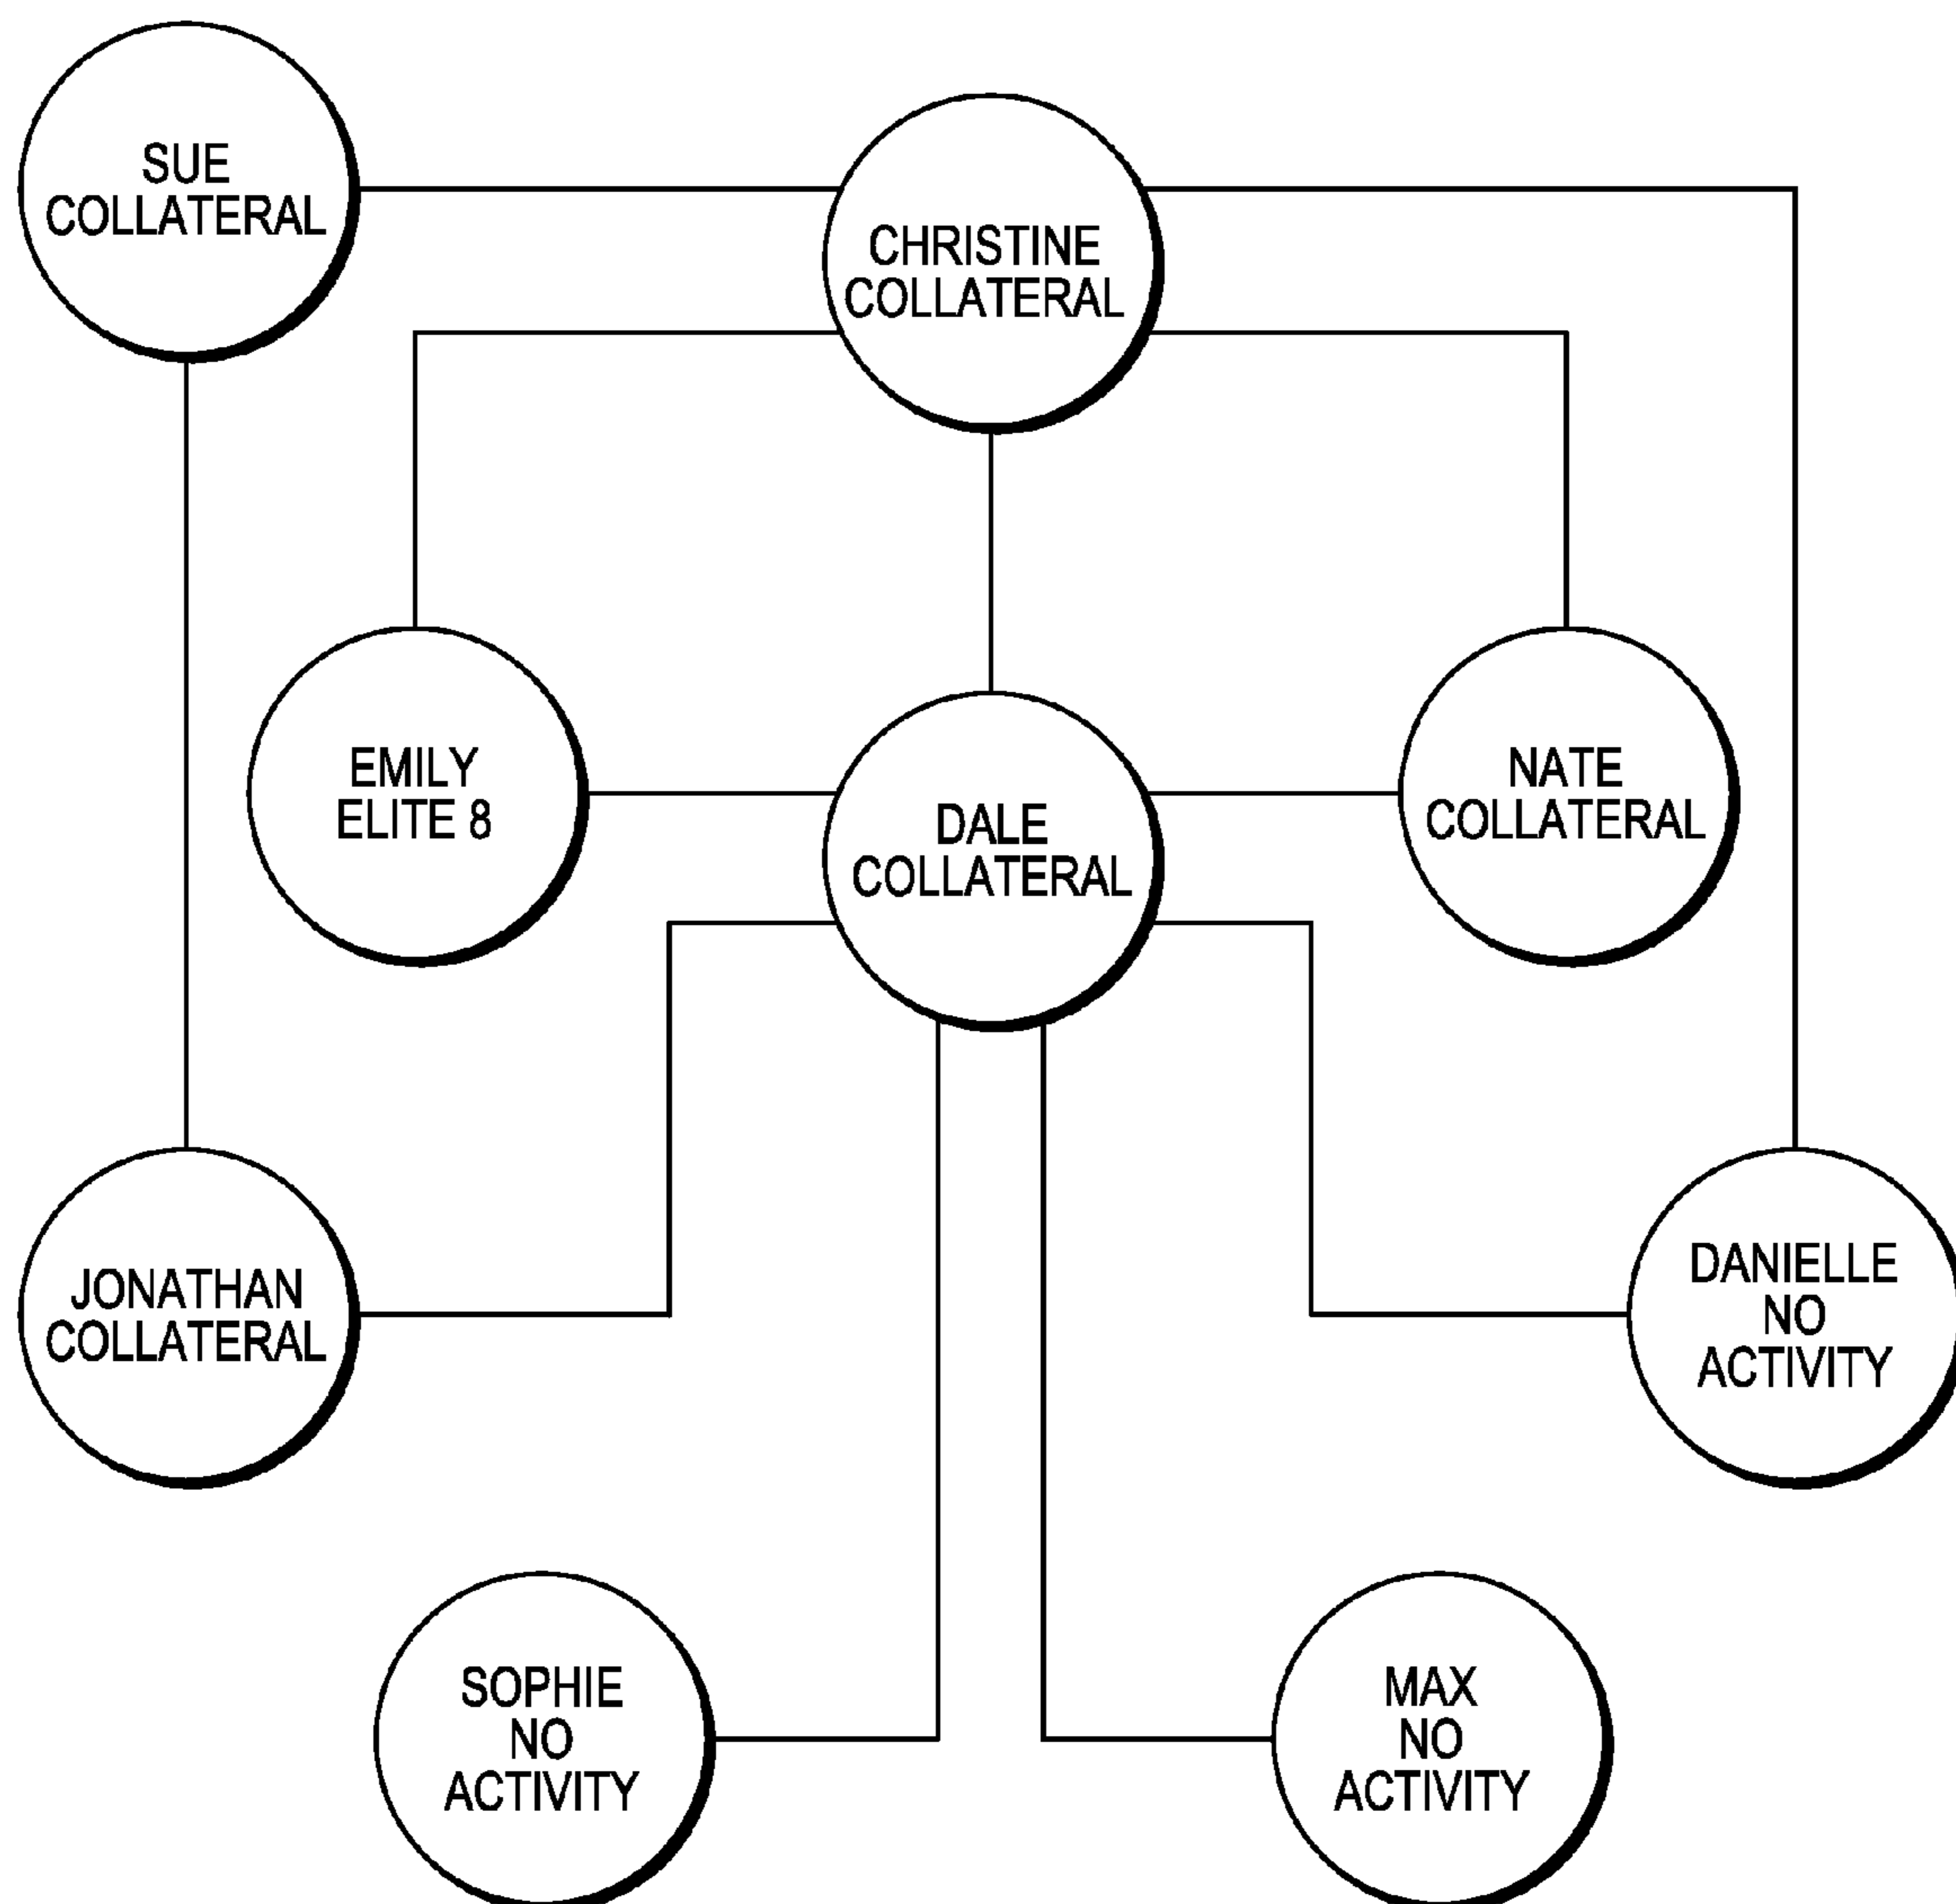 SUE
COLLATERAL
CHRISTINE
COLLATERAL
EMILY
ELITE 8
DALE
COLLATERAL
NATE
COLLATERAL
JONATHAN
COLLATERAL
DANIELLE
NO
ACTIVITY
SOPHIE
NO
ACTIVITY
MAX
NO
ACTIVITY